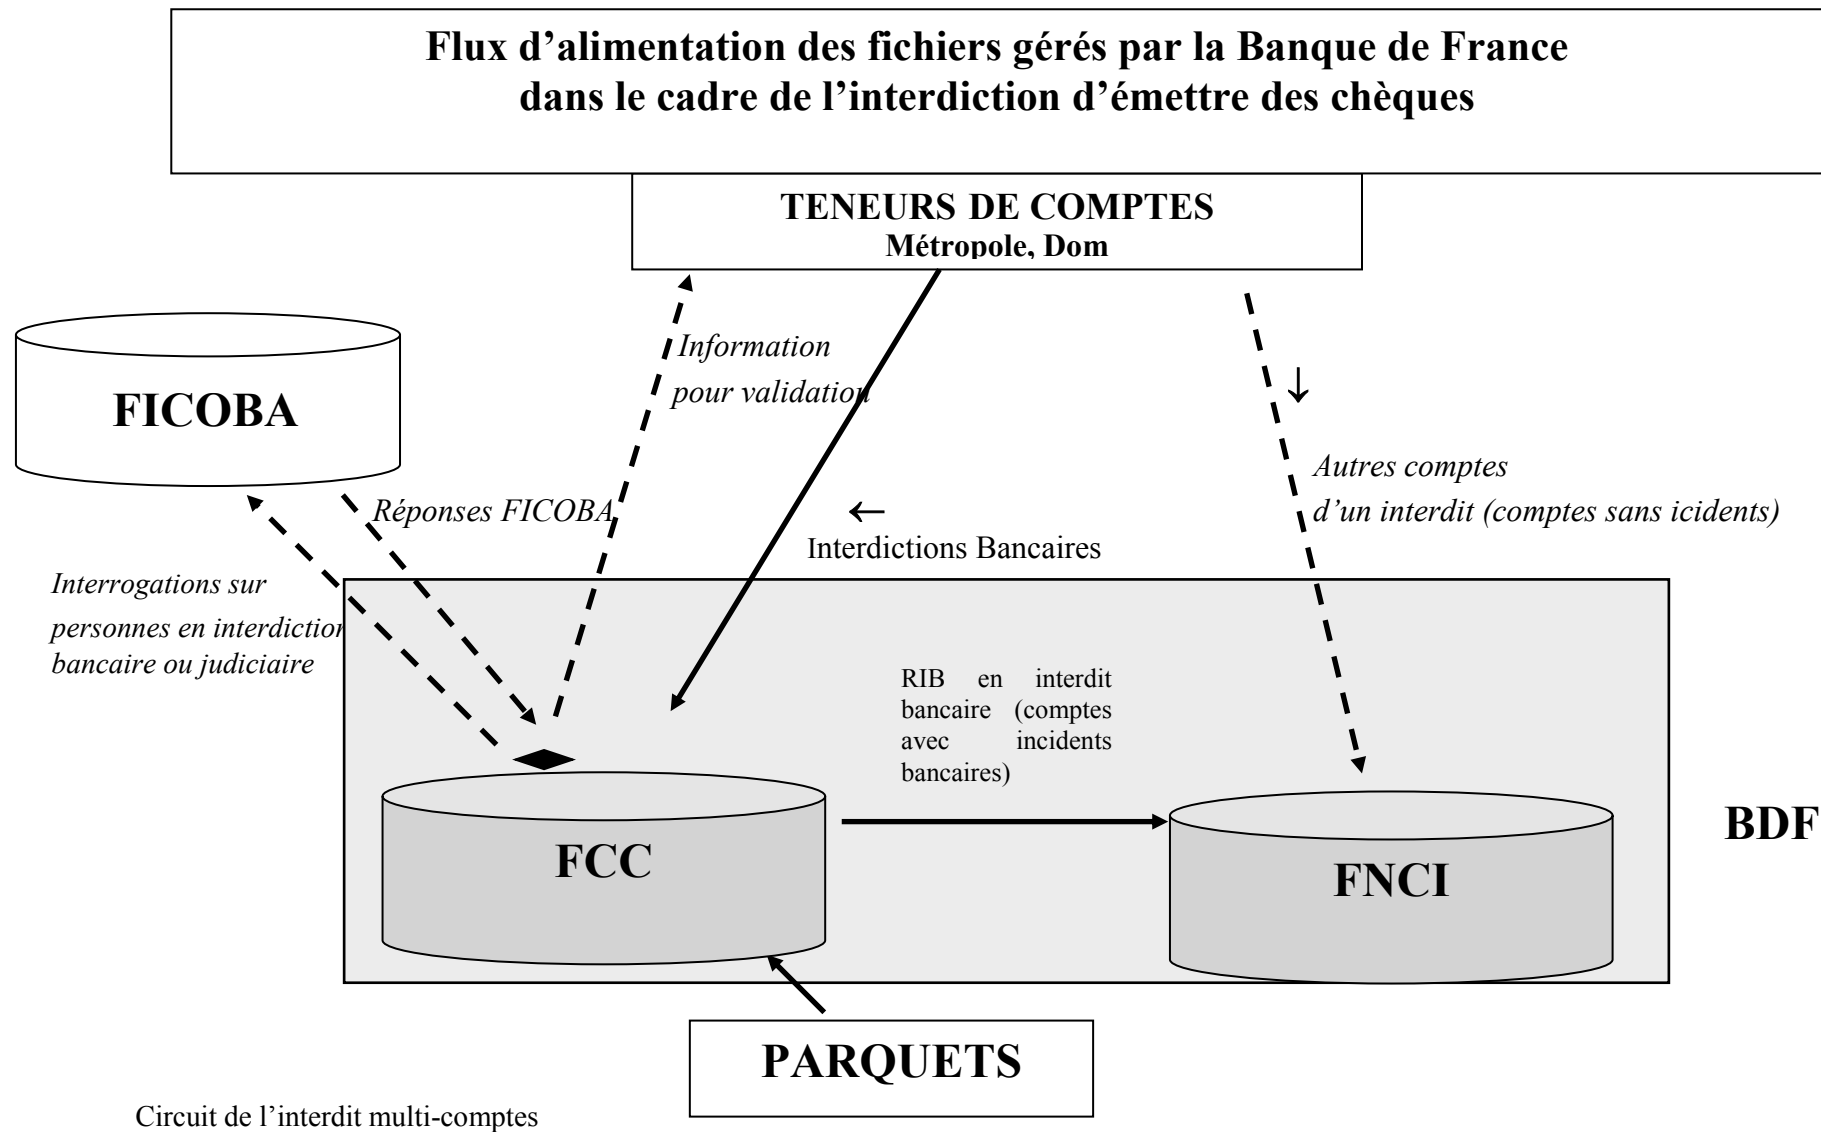 Flux d’alimentation des fichiers gérés par la Banque de France
dans le cadre de l’interdiction d’émettre des chèques
TENEURS DE COMPTES
Métropole, Dom
Information
pour validation
FICOBA
Autres comptes
d’un interdit (comptes sans icidents)
Réponses FICOBA
Interdictions Bancaires
Interrogations sur
personnes en interdiction
bancaire ou judiciaire
RIB en interdit
bancaire (comptes
avec incidents
bancaires)
BDF
FCC
FNCI
PARQUETS
Circuit de l’interdit multi-comptes